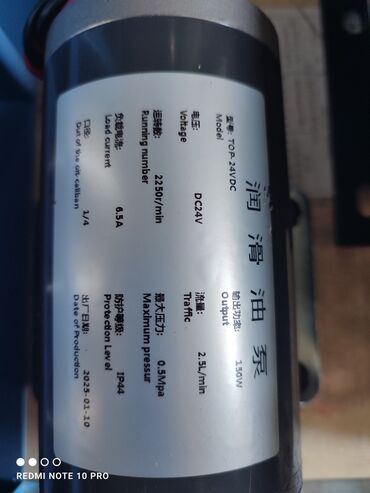 润滑油泵
型号: TOP-24VDC
Model
输出功率: 150W
Output
电压: DC24V
Voltage
流量: 2.5L/min
Traffic
运转数: 2250r/min
Running number
最大压力: 0.5Mpa
Maximum pressur
负载电流: 6.5A
Load current
防护等级: IP44
Protection Level
口径: 1/4
Out of the oil caliban
出厂日期: 2025-01-10
Date of Production
REDMI NOTE 10 PRO